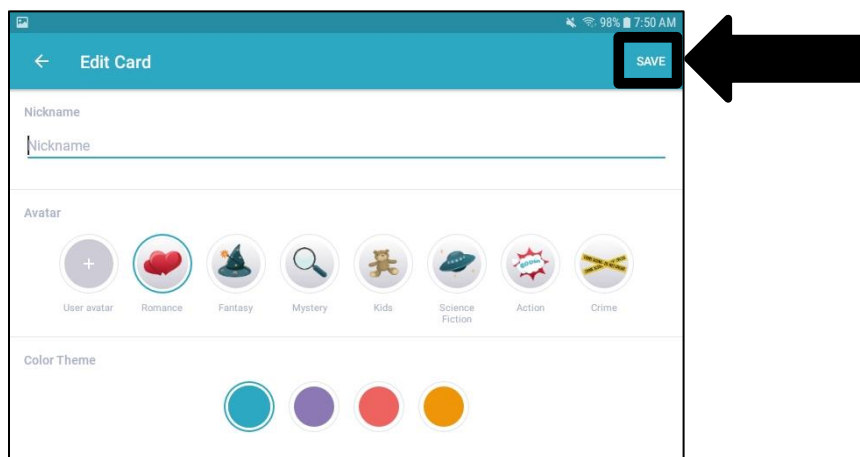 98% 7:50 AM
Edit Card
SAVE
Nickname
Nickname
Avatar
+
BOOM!
User avatar Romance Fantasy Mystery Kids Science Fiction Action Crime
Color Theme